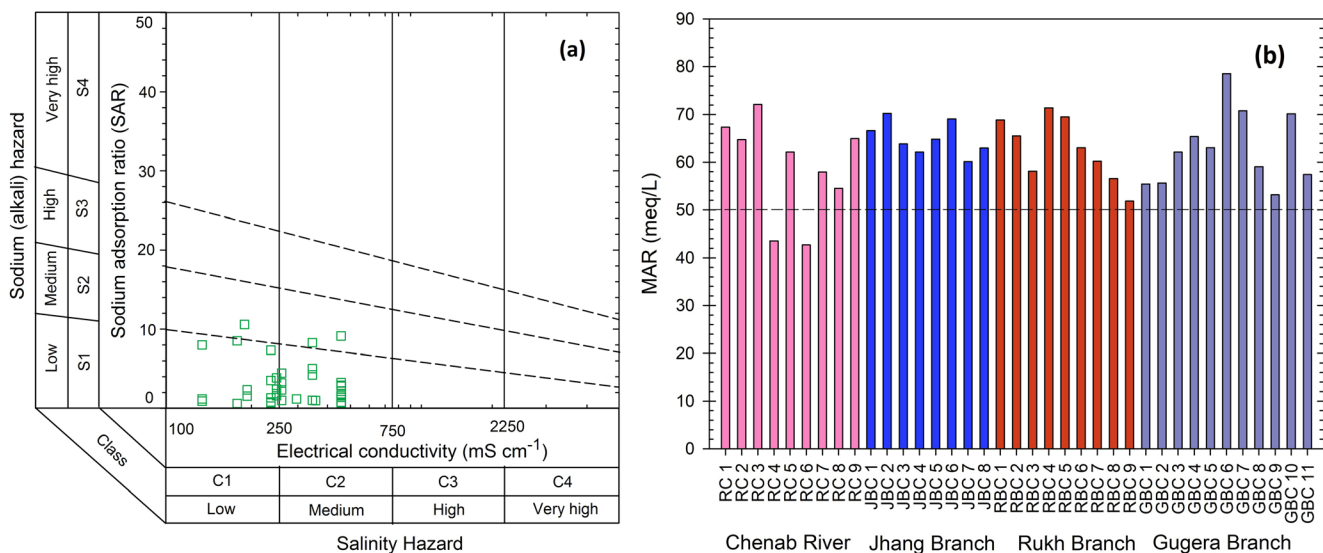 (a)
Sodium (alkali) hazard
Very high
High
Medium
Low
S4
S3
S2
S1
Sodium adsorption ratio (SAR)
50
40
30
20
10
0
100
250
750
2250
Electrical conductivity (mS cm⁻¹)
Class
C1
C2
C3
C4
Low
Medium
High
Very high
Salinity Hazard
(b)
MAR (meq/L)
90
80
70
60
50
40
30
20
10
0
RC 1
RC 2
RC 3
RC 4
RC 5
RC 6
RC 7
RC 8
RC 9
JBC 1
JBC 2
JBC 3
JBC 4
JBC 5
JBC 6
JBC 7
JBC 8
RBC 1
RBC 2
RBC 3
RBC 4
RBC 5
RBC 6
RBC 7
RBC 8
RBC 9
GBC 1
GBC 2
GBC 3
GBC 4
GBC 5
GBC 6
GBC 7
GBC 8
GBC 9
GBC 10
GBC 11
Chenab River
Jhang Branch
Rukh Branch
Gugera Branch